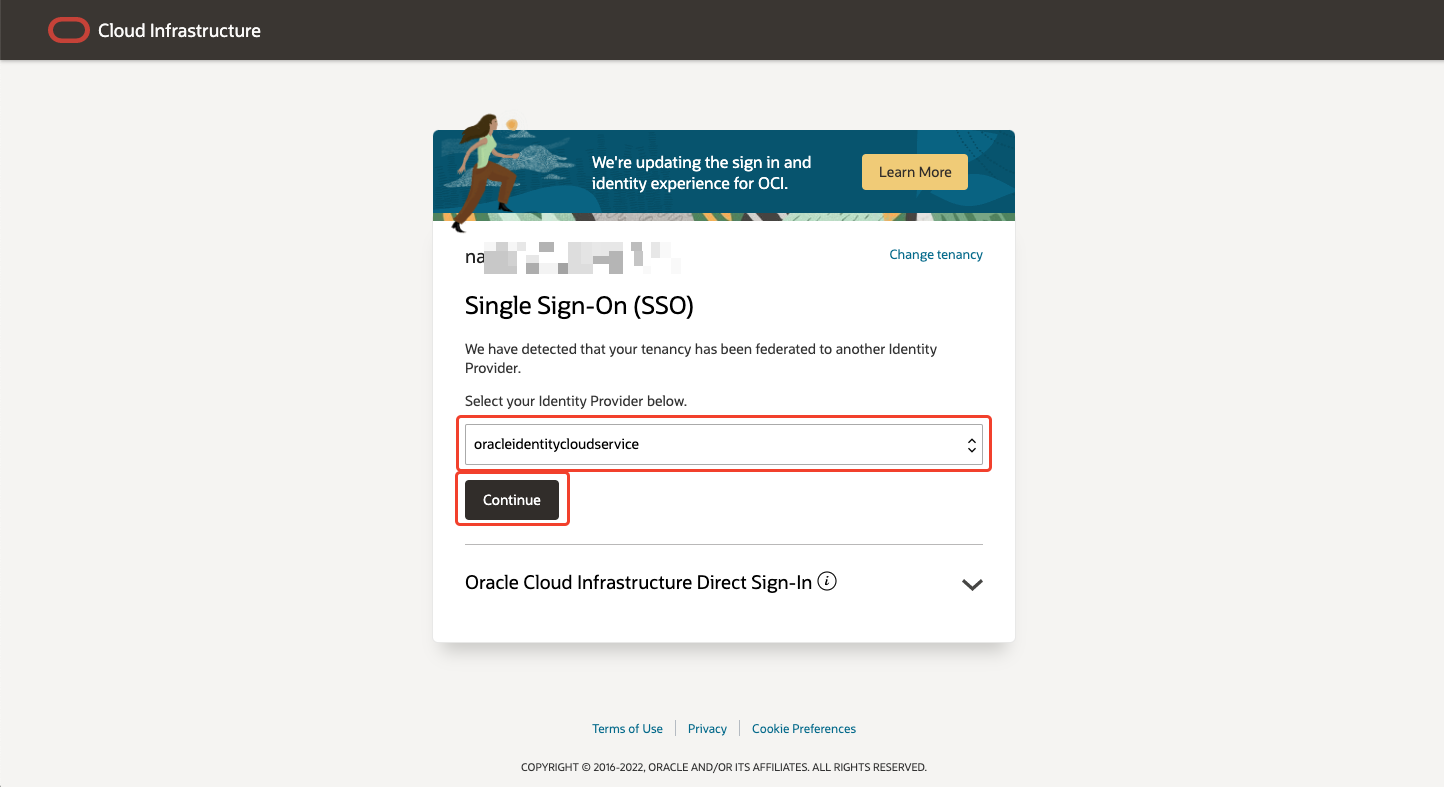 Cloud Infrastructure
We're updating the sign in and
identity experience for OCI.
Learn More
na
Change tenancy
Single Sign-On (SSO)
We have detected that your tenancy has been federated to another Identity
Provider.
Select your Identity Provider below.
oracleidentitycloudservice
Continue
Oracle Cloud Infrastructure Direct Sign-In i
Terms of Use
Privacy
Cookie Preferences
COPYRIGHT © 2016-2022, ORACLE AND/OR ITS AFFILIATES. ALL RIGHTS RESERVED.